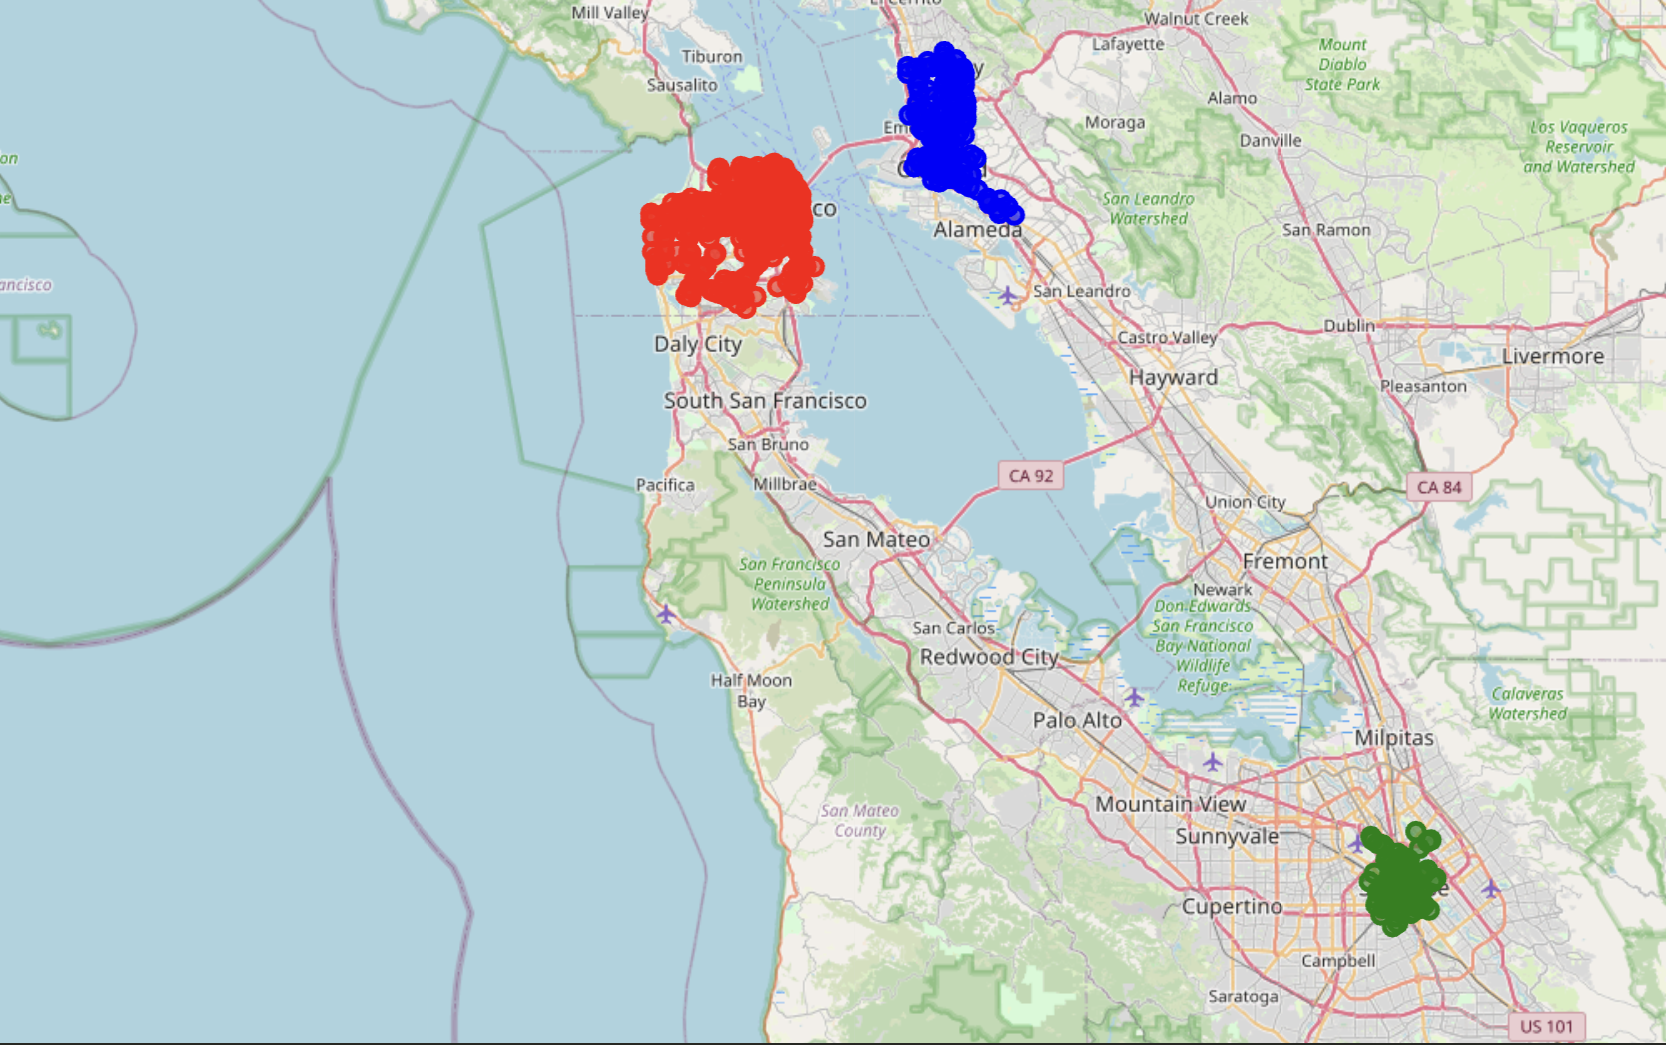 El Cerrito
Mill Valley
Walnut Creek
Lafayette
Tiburon
Mount
Diablo
State Park
y
Sausalito
Alamo
Moraga
Em
Danville
Los Vaqueros
Reservoir
and Watershed
on
ne
San Leandro
Watershed
co
Alameda
San Ramon
ancisco
San Leandro
Dublin
Castro Valley
Daly City
Livermore
Hayward
Pleasanton
South San Francisco
San Bruno
CA 92
Pacifica
Millbrae
CA 84
Union City
San Mateo
Fremont
San Francisco
Peninsula
Watershed
Newark
Don Edwards
San Francisco
Bay National
Wildlife
Refuge
San Carlos
Redwood City
Half Moon
Bay
Calaveras
Watershed
Palo Alto
Milpitas
Mountain View
San Mateo
County
Sunnyvale
e
Cupertino
Campbell
Saratoga
US 101